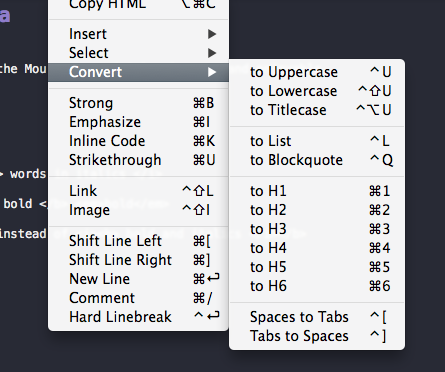 a
Copy HTML ⌥⌘C
Insert ▶
Select ▶
the Mou
Convert ▶
Strong ⌘B
Emphasize ⌘I
Inline Code ⌘K
Strikethrough ⌘U
> words
Link ^⇧L
bold <
Image ^⇧I
instead
Shift Line Left ⌘[
Shift Line Right ⌘]
New Line ⌘↩
Comment ⌘/
Hard Linebreak ^↩
to Uppercase ^U
to Lowercase ^⇧U
to Titlecase ^⌥U
to List ^L
to Blockquote ^Q
to H1 ⌘1
to H2 ⌘2
to H3 ⌘3
to H4 ⌘4
to H5 ⌘5
to H6 ⌘6
Spaces to Tabs ^[
Tabs to Spaces ^]